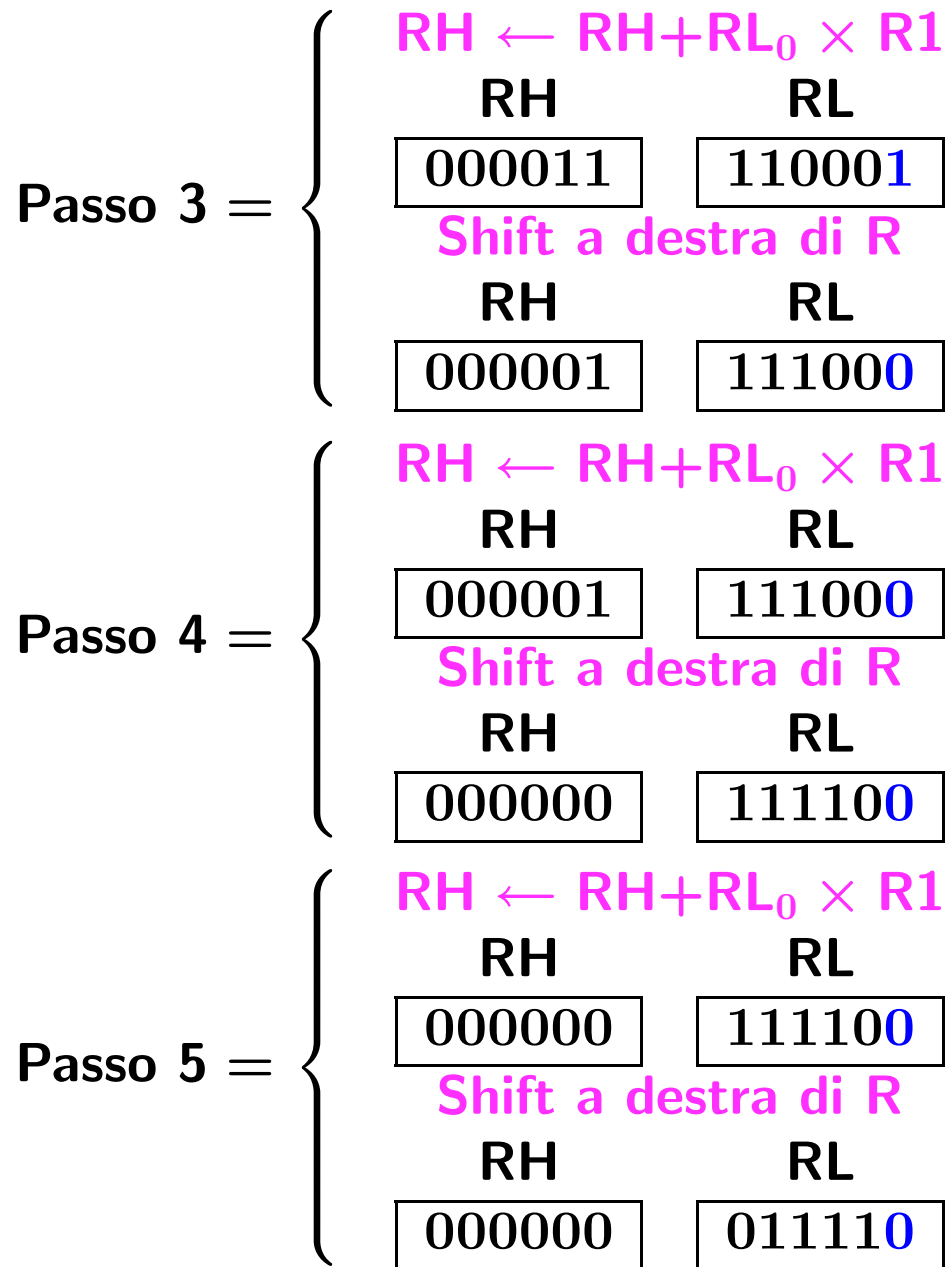 RH ← RH+RL₀ × R1
RH RL
000011 110001
Passo 3 =
Shift a destra di R
RH RL
000001 111000
RH ← RH+RL₀ × R1
RH RL
000001 111000
Passo 4 =
Shift a destra di R
RH RL
000000 111100
RH ← RH+RL₀ × R1
RH RL
000000 111100
Passo 5 =
Shift a destra di R
RH RL
000000 011110